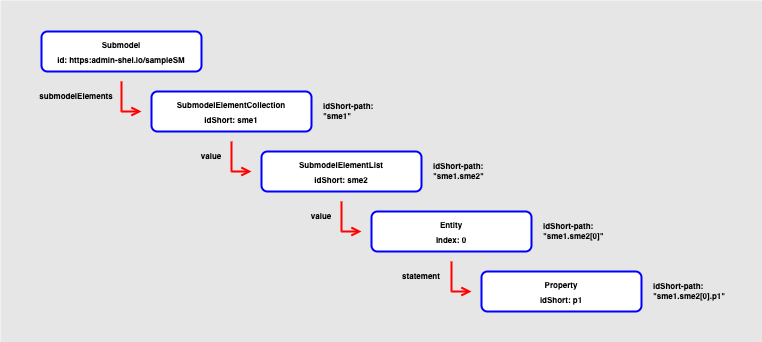 Submodel
id: https:admin-shel.io/sampleSM
submodelElements
SubmodelElementCollection
idShort: sme1
idShort-path:
"sme1"
value
SubmodelElementList
idShort: sme2
idShort-path:
"sme1.sme2"
value
Entity
index: 0
idShort-path:
"sme1.sme2[0]"
statement
Property
idShort: p1
idShort-path:
"sme1.sme2[0].p1"